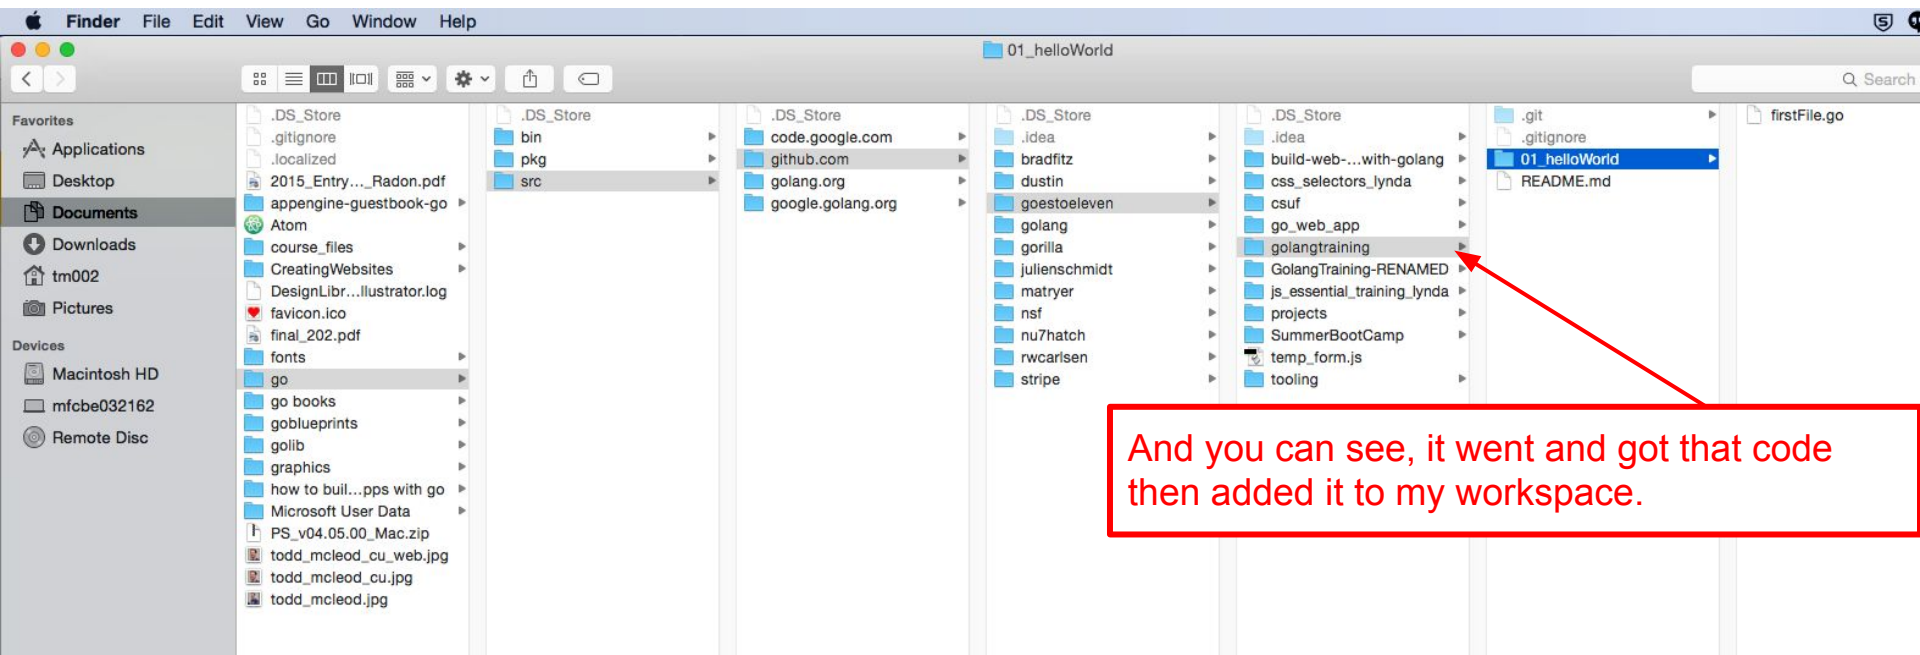 Finder File Edit View Go Window Help
01_helloWorld
Search
Favorites
Applications
Desktop
Documents
Downloads
tm002
Pictures
Devices
Macintosh HD
mfcbe032162
Remote Disc
.DS_Store
.gitignore
.localized
2015_Entry..._Radon.pdf
appengine-guestbook-go
Atom
course_files
CreatingWebsites
DesignLibr...llustrator.log
favicon.ico
final_202.pdf
fonts
go
go books
goblueprints
golib
graphics
how to buil...pps with go
Microsoft User Data
PS_v04.05.00_Mac.zip
todd_mcleod_cu_web.jpg
todd_mcleod_cu.jpg
todd_mcleod.jpg
.DS_Store
bin
pkg
src
.DS_Store
code.google.com
github.com
golang.org
google.golang.org
.DS_Store
.idea
bradfitz
dustin
goestoeleven
golang
gorilla
julienschmidt
matryer
nsf
nu7hatch
rwcarlsen
stripe
.DS_Store
.idea
build-web-...with-golang
css_selectors_lynda
csuf
go_web_app
golangtraining
GolangTraining-RENAMED
js_essential_training_lynda
projects
SummerBootCamp
temp_form.js
tooling
.git
.gitignore
01_helloWorld
README.md
firstFile.go
And you can see, it went and got that code
then added it to my workspace.